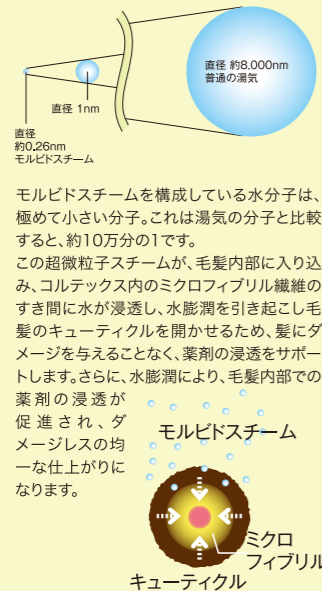 直径 約8,000nm
普通の湯気
直径 1nm
直径
約0.26nm
モルビドスチーム
モルビドスチームを構成している水分子は、
極めて小さい分子。これは湯気の分子と比較
すると、約10万分の1です。
この超微粒子スチームが、毛髪内部に入り込
み、コルテックス内のミクロフィブリル繊維の
すき間に水が浸透し、水膨潤を引き起こし毛
髪のキューティクルを開かせるため、髪にダ
メージを与えることなく、薬剤の浸透をサポー
トします。さらに、水膨潤により、毛髪内部での
薬剤の浸透が
促進され、ダ
メージレスの均
一な仕上がりに
なります。
モルビドスチーム
ミクロ
フィブリル
キューティクル